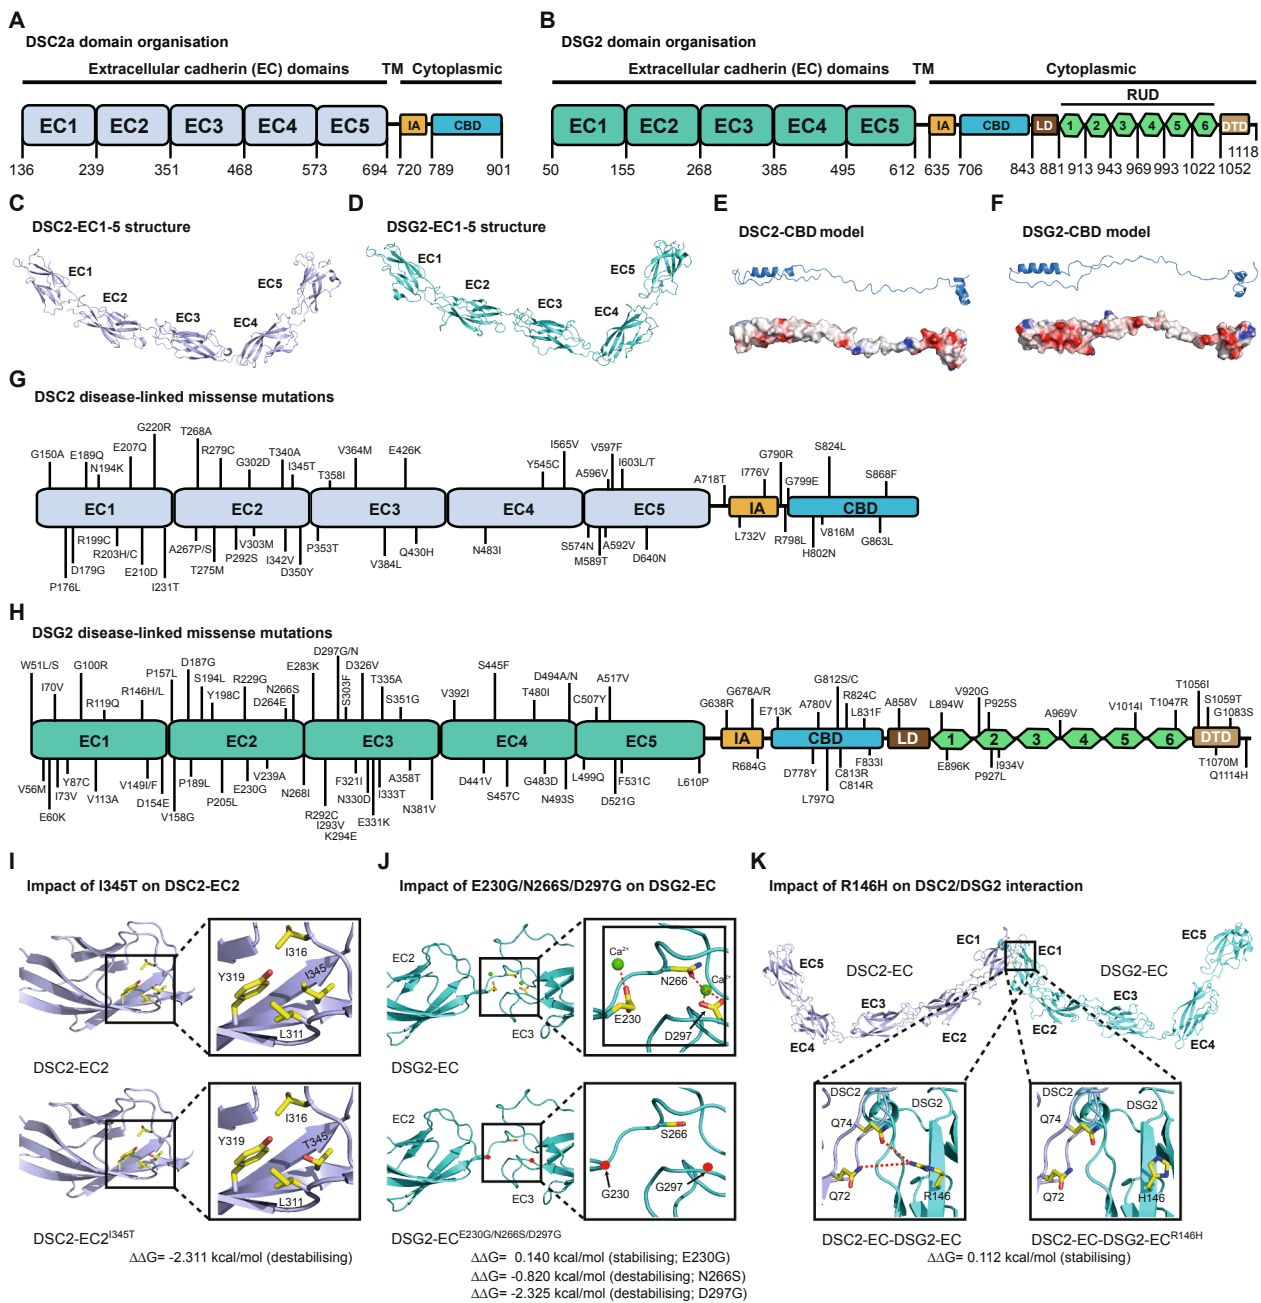 A
DSC2a domain organisation
Extracellular cadherin (EC) domains TM Cytoplasmic
EC1 EC2 EC3 EC4 EC5 IA CBD
136 239 351 468 573 694 720 789 901
B
DSG2 domain organisation
Extracellular cadherin (EC) domains TM Cytoplasmic
RUD
EC1 EC2 EC3 EC4 EC5 IA CBD LD 1 2 3 4 5 6 DTD
50 155 268 385 495 612 635 706 843 881 913 943 969 993 1022 1052 1118
C
DSC2-EC1-5 structure
EC1 EC2 EC3 EC4 EC5
D
DSG2-EC1-5 structure
EC1 EC2 EC3 EC4 EC5
E
DSC2-CBD model
F
DSG2-CBD model
G
DSC2 disease-linked missense mutations
G150A E189Q N194K E207Q G220R T268A R279C G302D T340A I345T T358I V364M E426K Y545C I565V A596V V597F I603L/T A718T I776V G790R G799E S824L S868F
EC1 EC2 EC3 EC4 EC5 IA CBD
P176L D179G R199C R203H/C E210D I231T A267P/S T275M P292S V303M I342V D350Y P353T V384L Q430H N483I S574N M589T A592V D640N L732V R798L H802N V816M G863L
H
DSG2 disease-linked missense mutations
W51L/S I70V G100R R119Q R146H/L P157L D187G S194L Y198C R229G D264E N266S E283K D297G/N S303F D326V T335A S351G V392I S445F T480I D494A/N C507Y A517V G638R G678A/R E713K A780V G812S/C R824C L831F A858V L894W V920G P925S A969V V1014I T1047R T1056I S1059T G1083S
EC1 EC2 EC3 EC4 EC5 IA CBD LD 1 2 3 4 5 6 DTD
V56M E60K I73V Y87C V113A V149I/F D154E V158G P189L P205L E230G V239A N268I R292C I293V K294E F321I N330D E331K I333T A358T N381V D441V S457C G483D N493S L499Q D521G F531C L610P R684G D778Y L797Q C813R C814R F833I E896K P927L I934V T1070M Q1114H
I
Impact of I345T on DSC2-EC2
I316
Y319 I345
L311
DSC2-EC2
I316
Y319 T345
L311
DSC2-EC2I345T
ΔΔG= -2.311 kcal/mol (destabilising)
J
Impact of E230G/N266S/D297G on DSG2-EC
EC2
EC3
Ca2+
N266 Ca2+
E230
D297
DSG2-EC
EC2
EC3
S266
G230 G297
DSG2-ECE230G/N266S/D297G
ΔΔG= 0.140 kcal/mol (stabilising; E230G)
ΔΔG= -0.820 kcal/mol (destabilising; N266S)
ΔΔG= -2.325 kcal/mol (destabilising; D297G)
K
Impact of R146H on DSC2/DSG2 interaction
EC1 EC1 EC5
EC5 DSC2-EC DSG2-EC
EC3 EC3
EC4 EC2 EC2 EC4
DSC2 DSG2
Q74
Q72 R146
DSC2-EC-DSG2-EC
DSC2 DSG2
Q74
Q72 H146
DSC2-EC-DSG2-ECR146H
ΔΔG= 0.112 kcal/mol (stabilising)